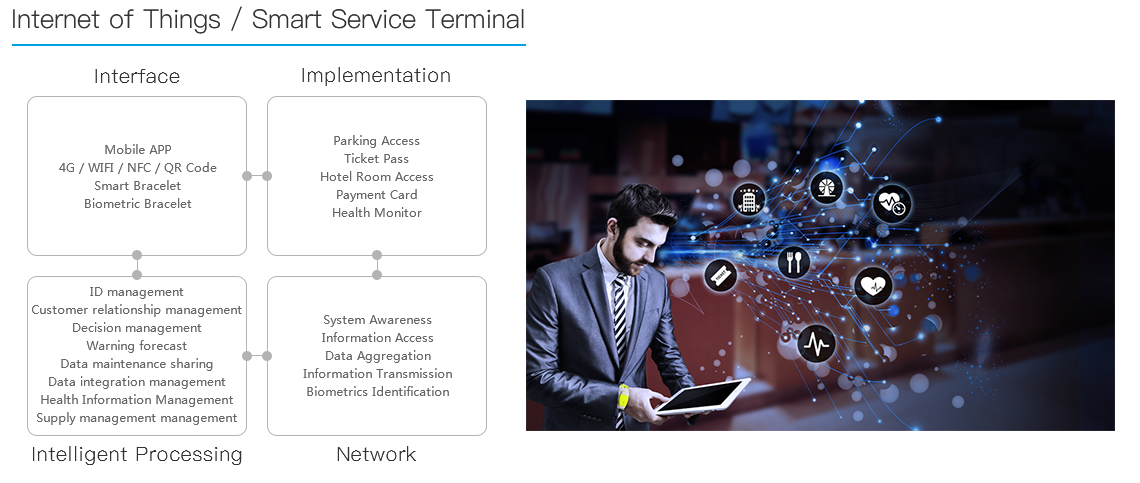 Internet of Things / Smart Service Terminal
Interface
Implementation
Mobile APP
4G / WIFI / NFC / QR Code
Smart Bracelet
Biometric Bracelet
Parking Access
Ticket Pass
Hotel Room Access
Payment Card
Health Monitor
ID management
Customer relationship management
Decision management
Warning forecast
Data maintenance sharing
Data integration management
Health Information Management
Supply management management
System Awareness
Information Access
Data Aggregation
Information Transmission
Biometrics Identification
Intelligent Processing
Network
TICKET